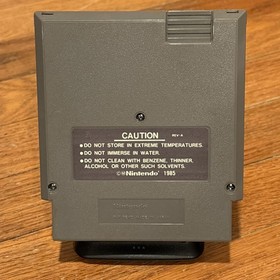 CAUTION
REV-A
• DO NOT STORE IN EXTREME TEMPERATURES.
• DO NOT IMMERSE IN WATER.
• DO NOT CLEAN WITH BENZENE, THINNER,
ALCOHOL OR OTHER SUCH SOLVENTS.
©® Nintendo 1985